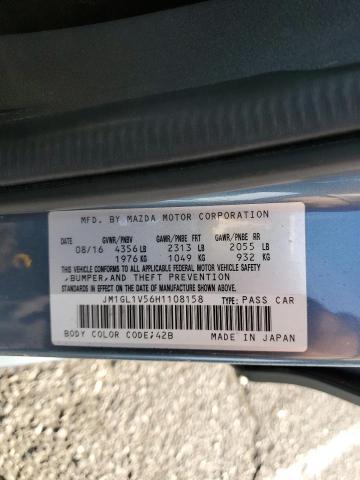 MFD. BY MAZDA MOTOR CORPORATION
GVWR/PNBV GAWR/PNBE FRT GAWR/PNBE RR
08/16 4356 LB 2313 LB 2055 LB
1976 KG 1049 KG 932 KG
THIS VEHICLE CONFORMS TO ALL APPLICABLE FEDERAL MOTOR VEHICLE SAFETY
, BUMPER, AND THEFT PREVENTION
STANDARDS IN EFFECT ON THE DATE OF MANUFACTURE SHOWN ABOVE.
JM1GL1V56H1108158 TYPE: PASS CAR
BODY COLOR CODE;42B MADE IN JAPAN